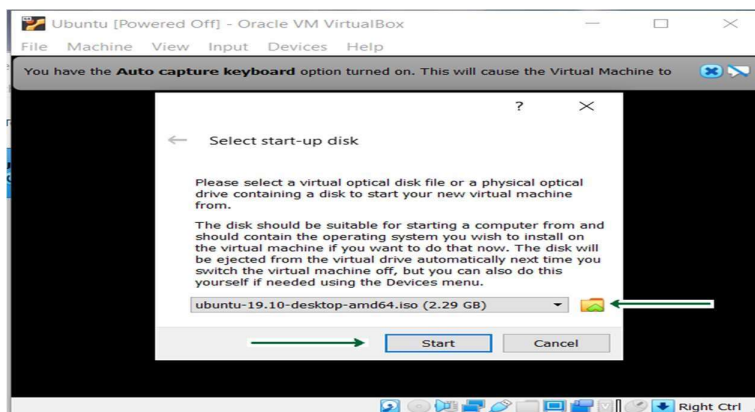 Ubuntu [Powered Off] - Oracle VM VirtualBox
File Machine View Input Devices Help
You have the Auto capture keyboard option turned on. This will cause the Virtual Machine to
?
Select start-up disk
Please select a virtual optical disk file or a physical optical
drive containing a disk to start your new virtual machine
from.
The disk should be suitable for starting a computer from and
should contain the operating system you wish to install on
the virtual machine if you want to do that now. The disk will
be ejected from the virtual drive automatically next time you
switch the virtual machine off, but you can also do this
yourself if needed using the Devices menu.
ubuntu-19.10-desktop-amd64.iso (2.29 GB)
Start Cancel
Right Ctrl